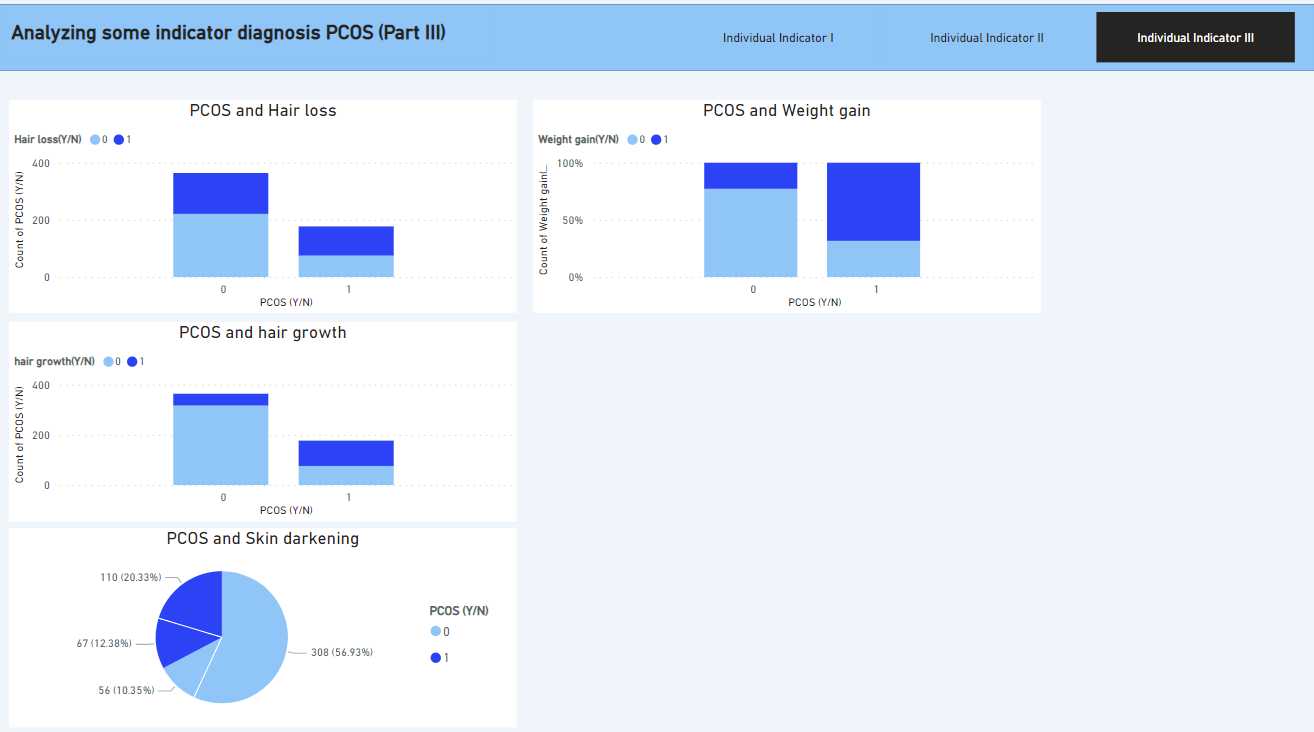 Analyzing some indicator diagnosis PCOS (Part III)
Individual Indicator I
Individual Indicator II
Individual Indicator III
PCOS and Hair loss
Hair loss(Y/N) 0 1
Count of PCOS (Y/N)
400
200
0
0 1
PCOS (Y/N)
PCOS and Weight gain
Weight gain(Y/N) 0 1
Count of Weight gain(...
100%
50%
0%
0 1
PCOS (Y/N)
PCOS and hair growth
hair growth(Y/N) 0 1
Count of PCOS (Y/N)
400
200
0
0 1
PCOS (Y/N)
PCOS and Skin darkening
110 (20.33%)
67 (12.38%)
56 (10.35%)
308 (56.93%)
PCOS (Y/N)
0
1